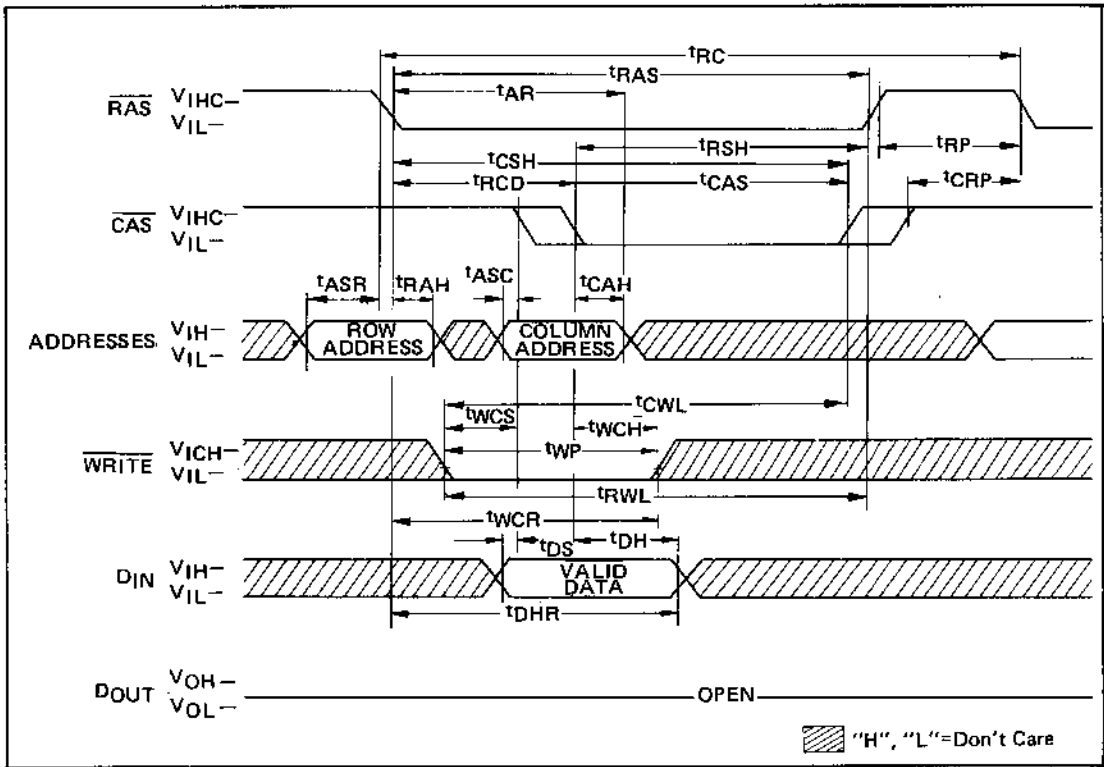 tRC
tRAS
tAR
RAS VIHC–
VIL–
tRSH
tRP
tCSH
tRCD tCAS tCRP
CAS VIHC–
VIL–
tASR tRAH tASC tCAH
ADDRESSES VIH–
VIL–
ROW ADDRESS
COLUMN ADDRESS
tCWL
tWCS tWCH
WRITE VICH–
VIL–
tWP
tRWL
tWCR
tDS tDH
DIN VIH–
VIL–
VALID DATA
tDHR
DOUT VOH–
VOL–
OPEN
"H", "L"=Don't Care